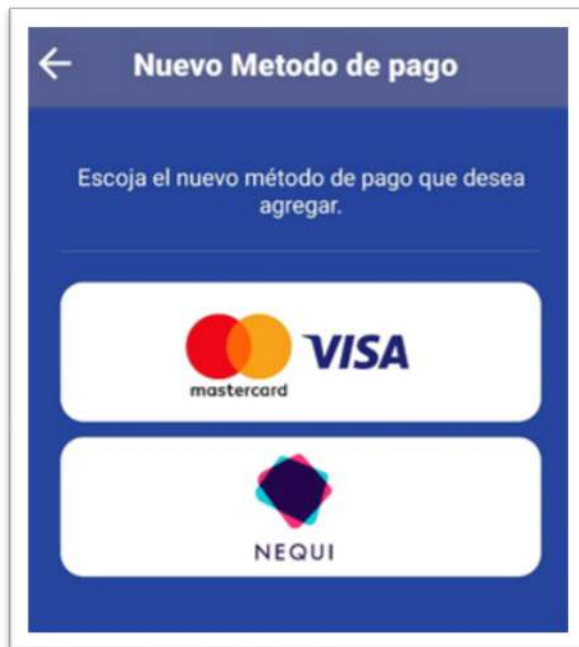 Nuevo Metodo de pago
Escoja el nuevo método de pago que desea
agregar.
mastercard VISA
NEQUI